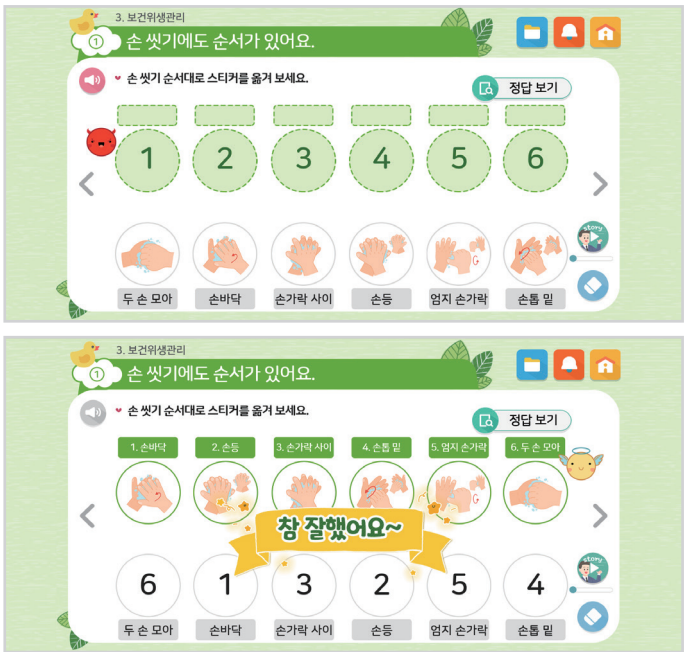 3. 보건위생관리
① 손 씻기에도 순서가 있어요.
손 씻기 순서대로 스티커를 옮겨 보세요.
정답 보기
1 2 3 4 5 6
story
두 손 모아 손바닥 손가락 사이 손등 엄지 손가락 손톱 밑
3. 보건위생관리
① 손 씻기에도 순서가 있어요.
손 씻기 순서대로 스티커를 옮겨 보세요.
정답 보기
1. 손바닥 2. 손등 3. 손가락 사이 4. 손톱 밑 5. 엄지 손가락 6. 두 손 모아
참 잘했어요~
6 1 3 2 5 4
story
두 손 모아 손바닥 손가락 사이 손등 엄지 손가락 손톱 밑